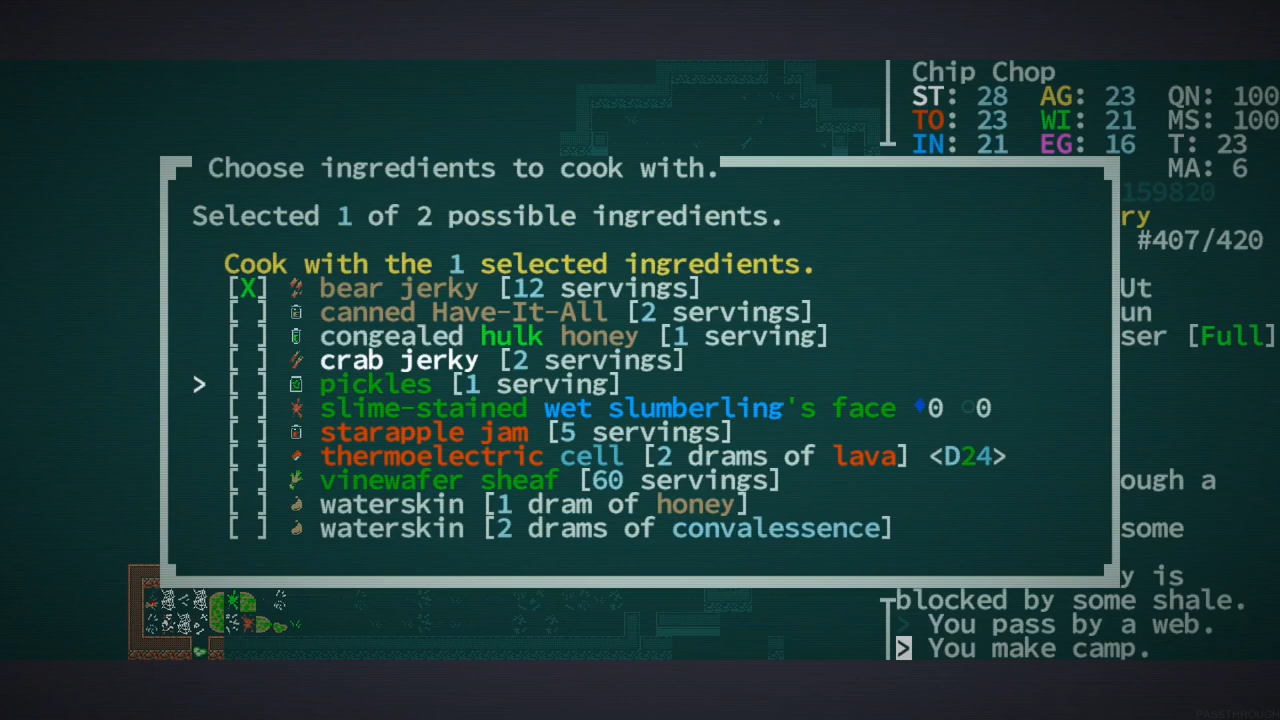 Chip Chop
ST: 28 AG: 23 QN: 100
TO: 23 WI: 21 MS: 100
IN: 21 EG: 16 T: 23
MA: 6
159820
ry
#407/420
Choose ingredients to cook with.
Selected 1 of 2 possible ingredients.
Cook with the 1 selected ingredients.
[X] bear jerky [12 servings]
[ ] canned Have-It-All [2 servings]
[ ] congealed hulk honey [1 serving]
[ ] crab jerky [2 servings]
> [ ] pickles [1 serving]
[ ] slime-stained wet slumberling's face ♦0 ○0
[ ] starapple jam [5 servings]
[ ] thermoelectric cell [2 drams of lava] <D24>
[ ] vinewafer sheaf [60 servings]
[ ] waterskin [1 dram of honey]
[ ] waterskin [2 drams of convalessence]
Ut
un
ser [Full]
ough a
some
y is
blocked by some shale.
> You pass by a web.
> You make camp.